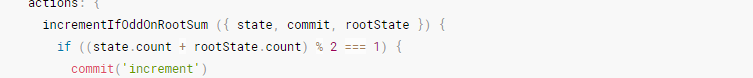 actions: {
incrementIfOddOnRootSum ({ state, commit, rootState }) {
if ((state.count + rootState.count) % 2 === 1) {
commit('increment')